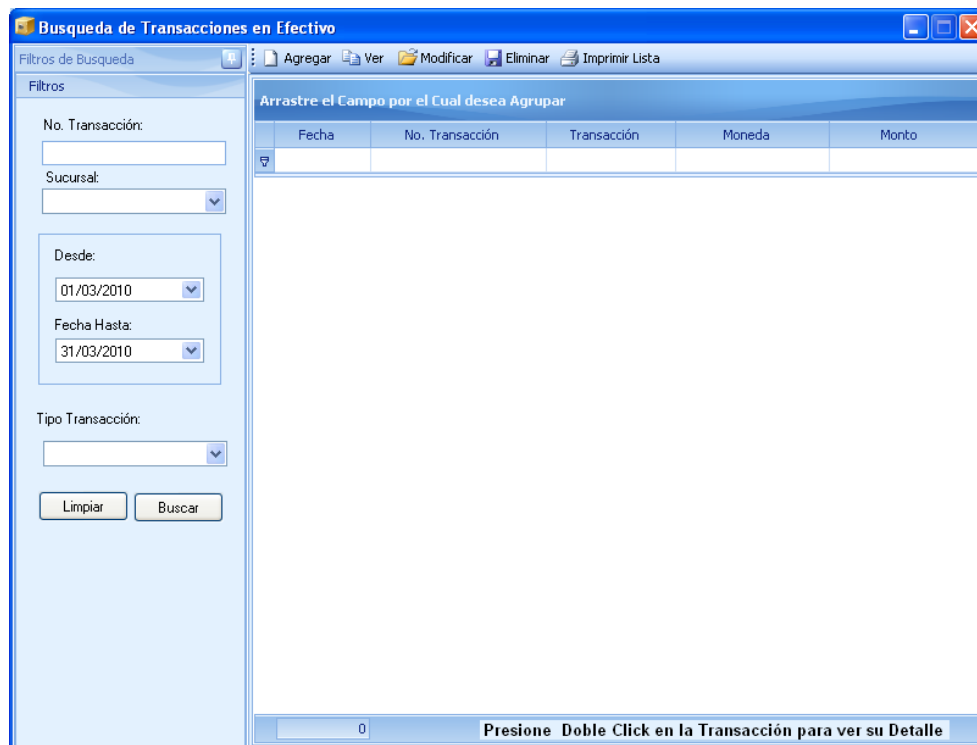 Busqueda de Transacciones en Efectivo
Filtros de Busqueda
Agregar Ver Modificar Eliminar Imprimir Lista
Filtros
Arrastre el Campo por el Cual desea Agrupar
Fecha No. Transacción Transacción Moneda Monto
No. Transacción:
Sucursal:
Desde:
01/03/2010
Fecha Hasta:
31/03/2010
Tipo Transacción:
Limpiar Buscar
0 Presione Doble Click en la Transacción para ver su Detalle